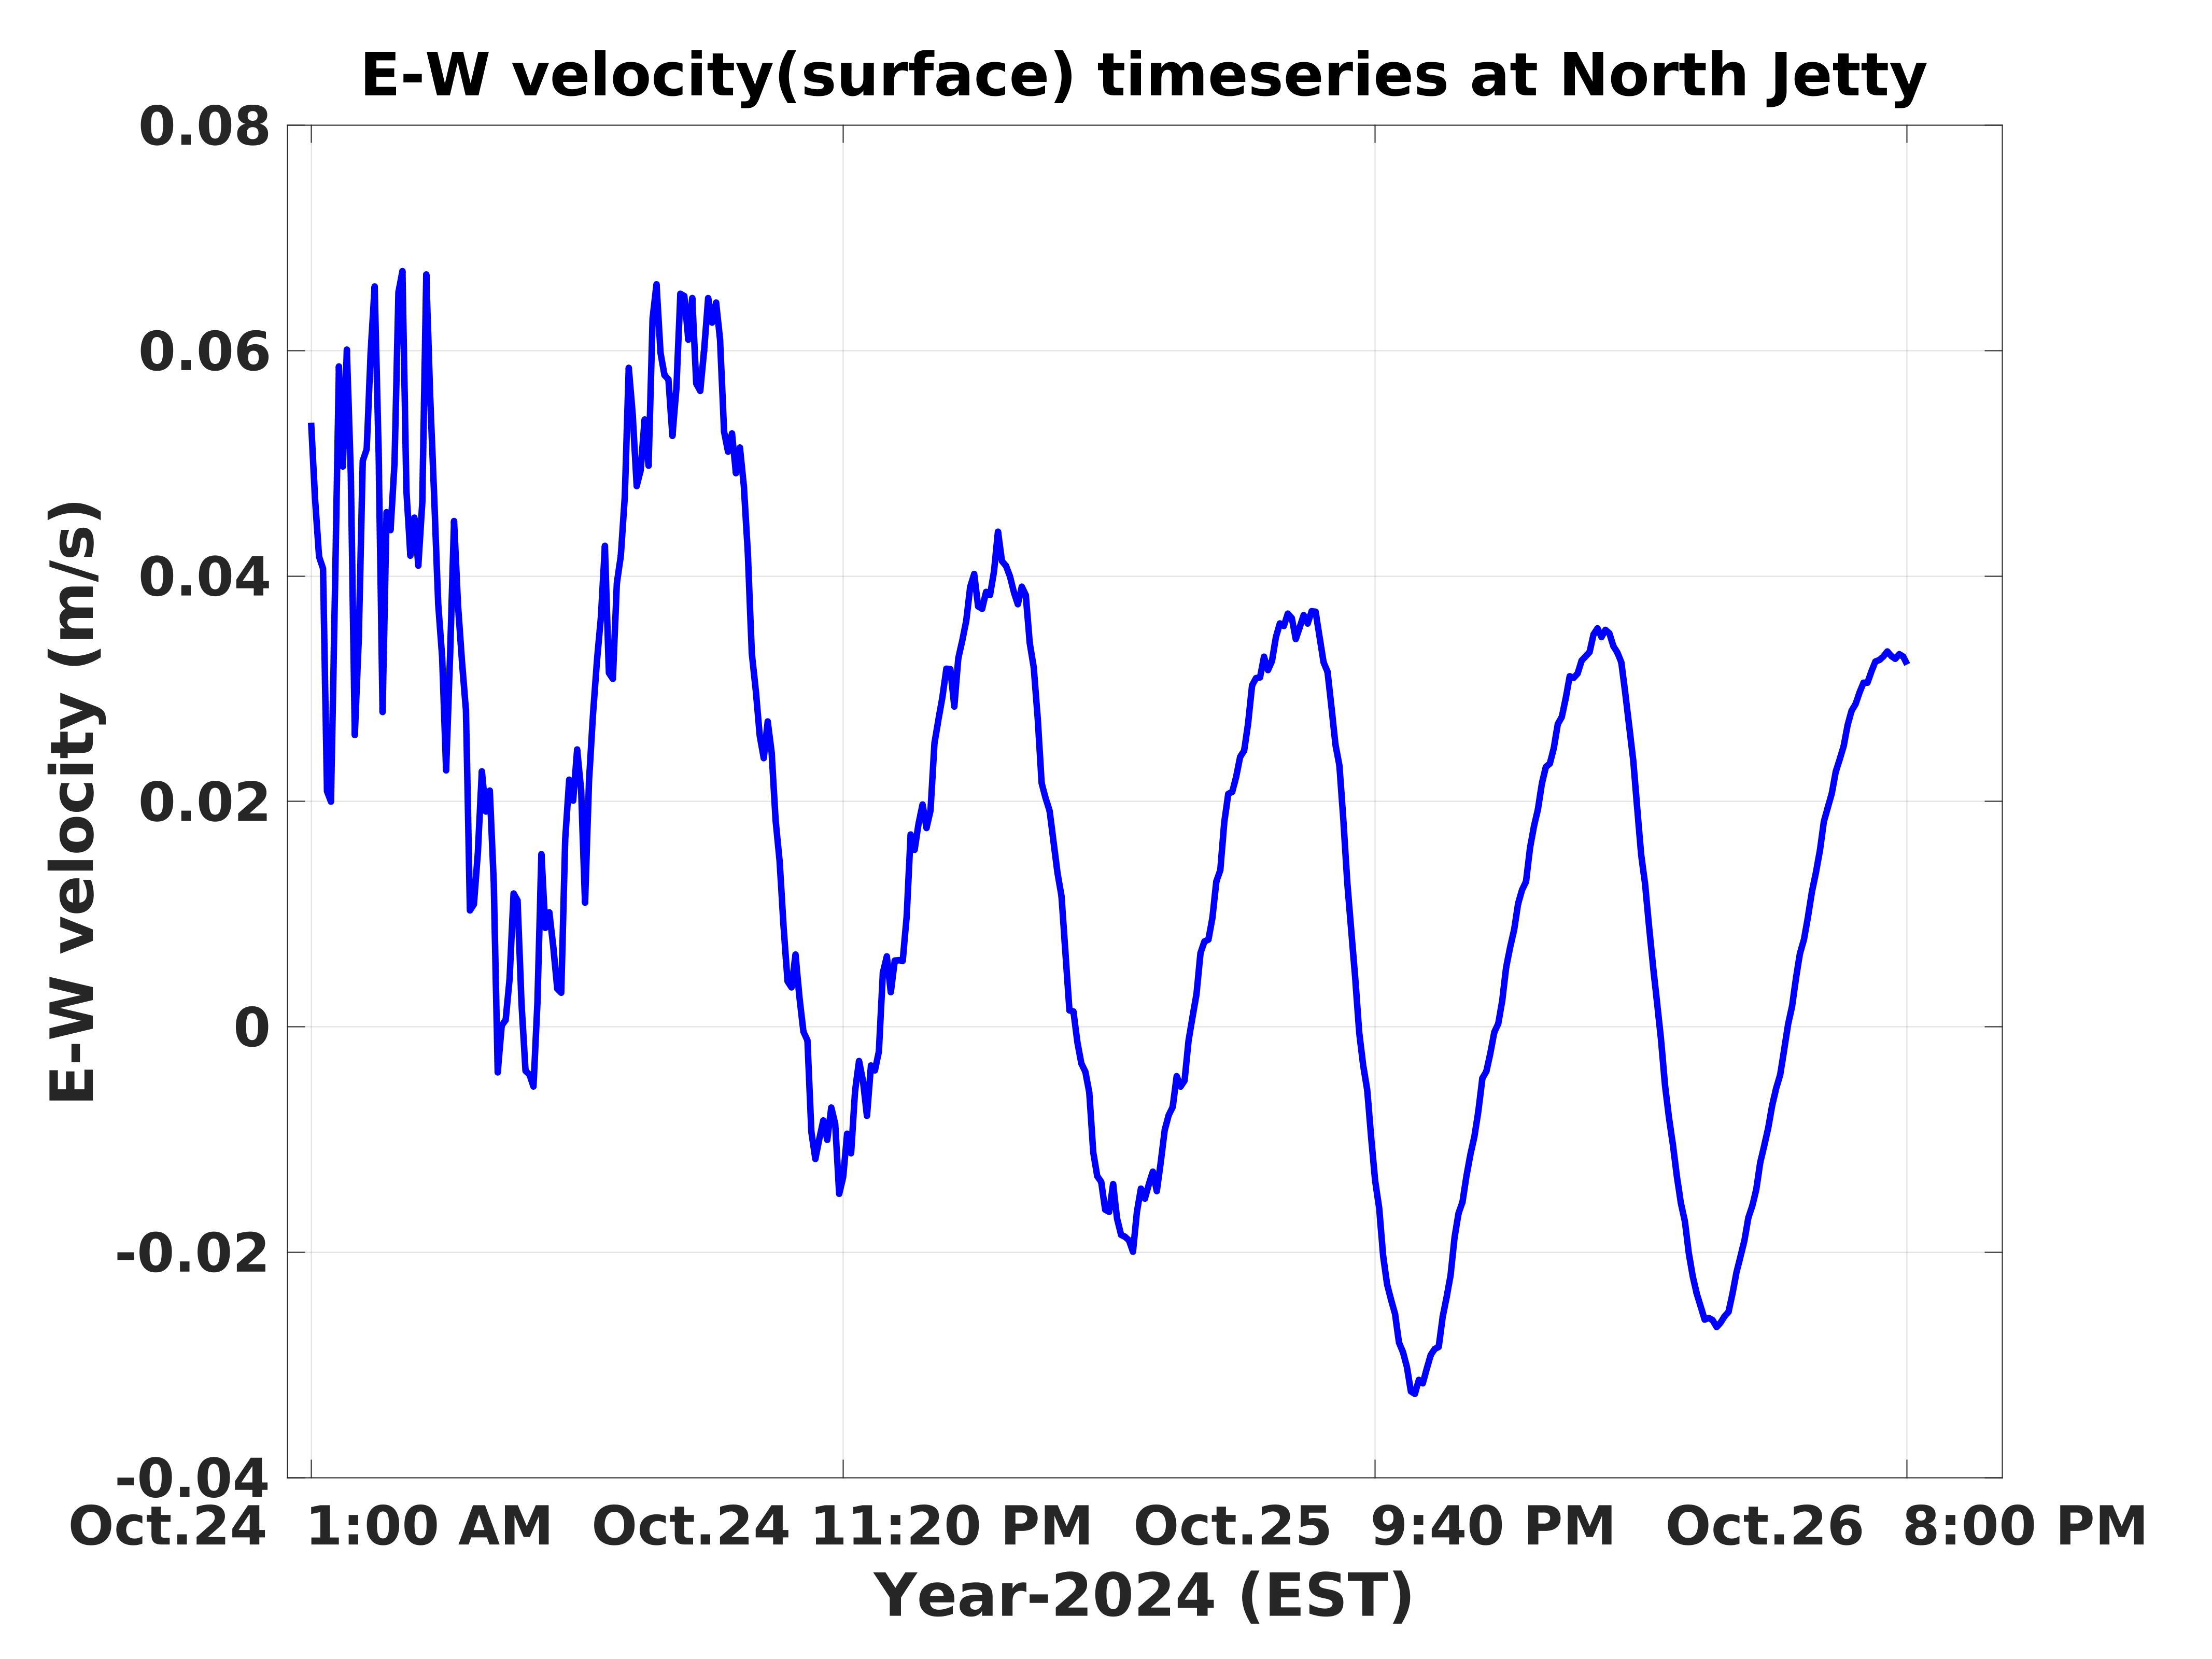 E-W velocity(surface) timeseries at North Jetty
0.08
0.06
0.04
0.02
0
-0.02
-0.04
E-W velocity (m/s)
Oct.24 1:00 AM Oct.24 11:20 PM Oct.25 9:40 PM Oct.26 8:00 PM
Year-2024 (EST)